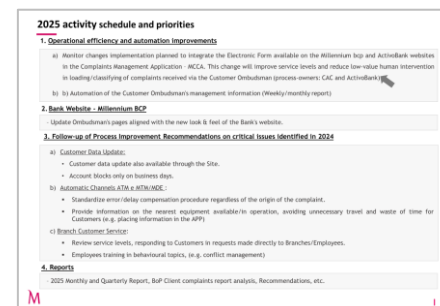 2025 activity schedule and priorities
1. Operational efficiency and automation improvements
a) Monitor changes implementation planned to integrate the Electronic Form available on the Millennium bcp and ActivoBank websites
in the Complaints Management Application - MCCA. This change will improve service levels and reduce low-value human intervention
in loading/classifying of complaints received via the Customer Ombudsman (process-owners: CAC and ActivoBank)
b) b) Automation of the Customer Ombudsman's management information (Weekly/monthly report)
2. Bank Website - Millennium BCP
- Update Ombudsman's pages aligned with the new look & feel of the Bank's website.
3. Follow-up of Process Improvement Recommendations on critical issues identified in 2024
a) Customer Data Update:
• Customer data update also available through the Site.
• Account blocks only on business days.
b) Automatic Channels ATM e MTM/MDE :
• Standardize error/delay compensation procedure regardless of the origin of the complaint.
• Provide information on the nearest equipment available/in operation, avoiding unnecessary travel and waste of time for
Customers (e.g. placing information in the APP)
c) Branch Customer Service:
• Review service levels, responding to Customers in requests made directly to Branches/Employees.
• Employees training in behavioural topics, (e.g. conflict management)
4. Reports
- 2025 Monthly and Quarterly Report, BoP Client complaints report analysis, Recommendations, etc.
M